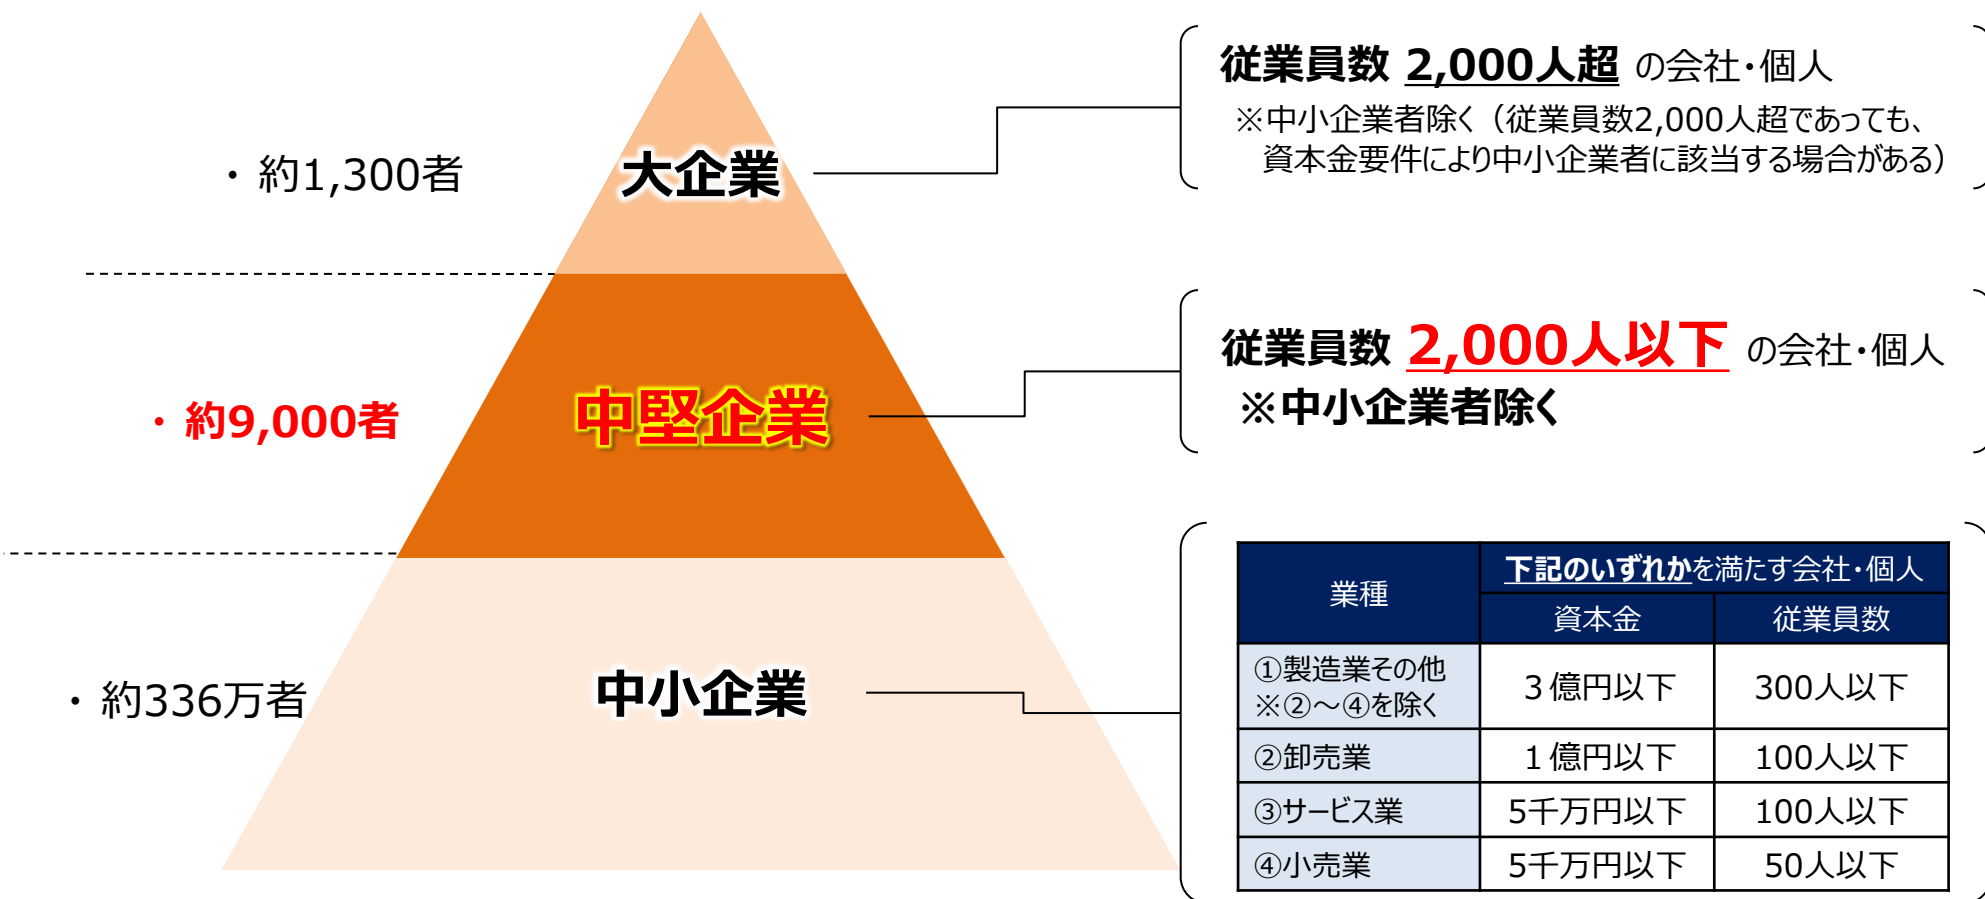 従業員数 2,000人超 の会社・個人
※中小企業者除く（従業員数2,000人超であっても、
資本金要件により中小企業者に該当する場合がある）
・ 約1,300者
大企業
従業員数 2,000人以下 の会社・個人
※中小企業者除く
・ 約9,000者
中堅企業
・ 約336万者
中小企業
業種
下記のいずれかを満たす会社・個人
資本金 従業員数
①製造業その他
※②～④を除く
３億円以下 300人以下
②卸売業 １億円以下 100人以下
③サービス業 5千万円以下 100人以下
④小売業 5千万円以下 50人以下